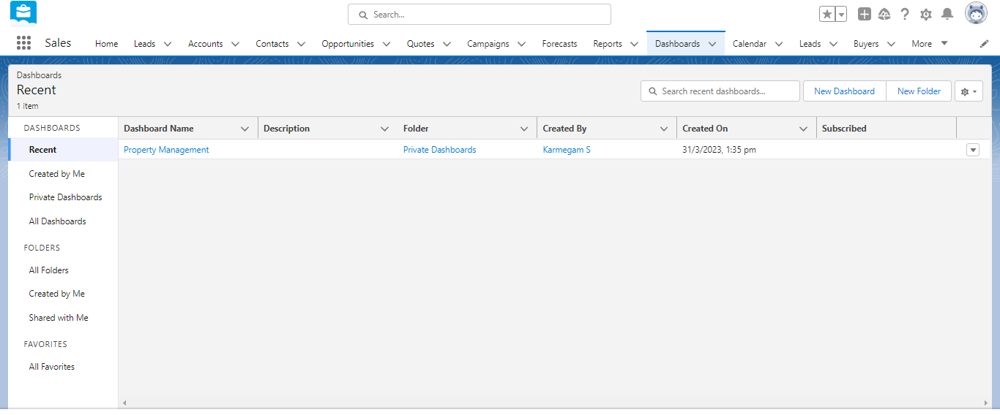 Search...
Sales Home Leads Accounts Contacts Opportunities Quotes Campaigns Forecasts Reports Dashboards Calendar Leads Buyers More
Dashboards
Recent
1 item
Search recent dashboards... New Dashboard New Folder
DASHBOARDS
Recent
Created by Me
Private Dashboards
All Dashboards
FOLDERS
All Folders
Created by Me
Shared with Me
FAVORITES
All Favorites
Dashboard Name Description Folder Created By Created On Subscribed
Property Management Private Dashboards Karmegam S 31/3/2023, 1:35 pm